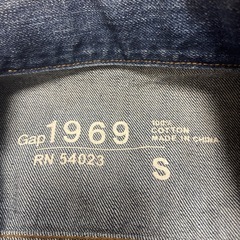 Gap 1969
RN 54023
100%
COTTON
MADE IN CHINA
S